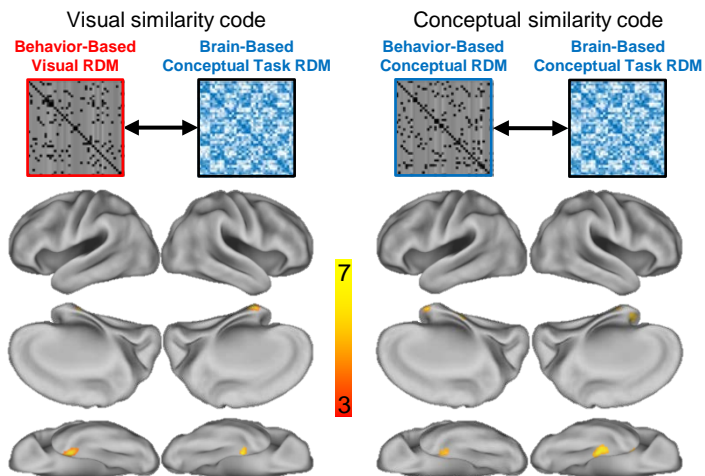 Visual similarity code
Behavior-Based
Visual RDM
Brain-Based
Conceptual Task RDM
Conceptual similarity code
Behavior-Based
Conceptual RDM
Brain-Based
Conceptual Task RDM
7
3